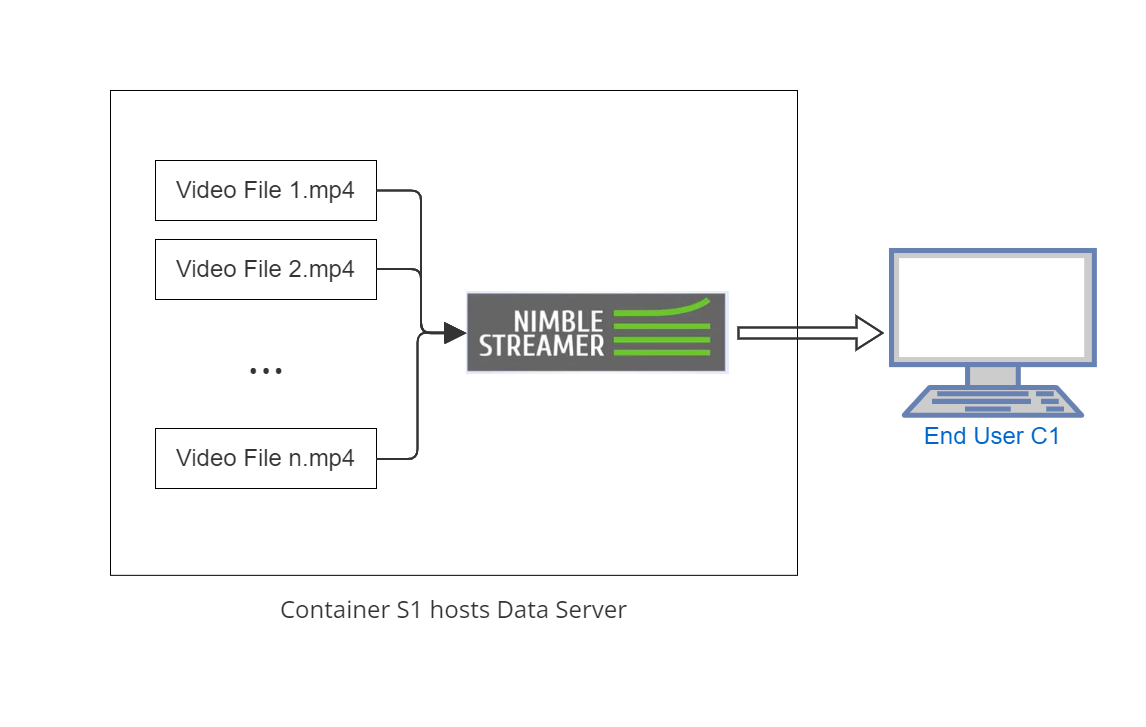 Video File 1.mp4
Video File 2.mp4
...
Video File n.mp4
NIMBLE
STREAMER
End User C1
Container S1 hosts Data Server